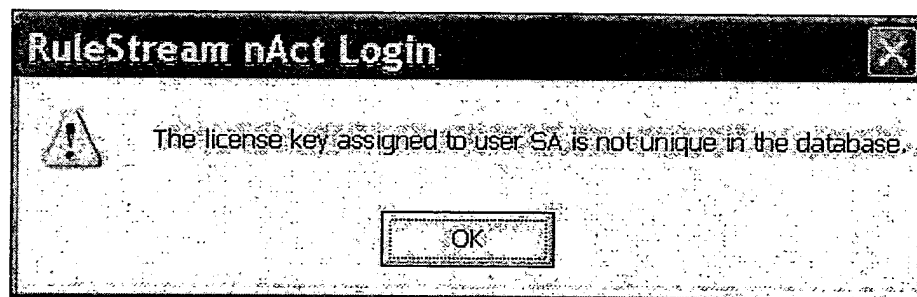 RuleStream nAct Login
The license key assigned to user SA is not unique in the database.
OK